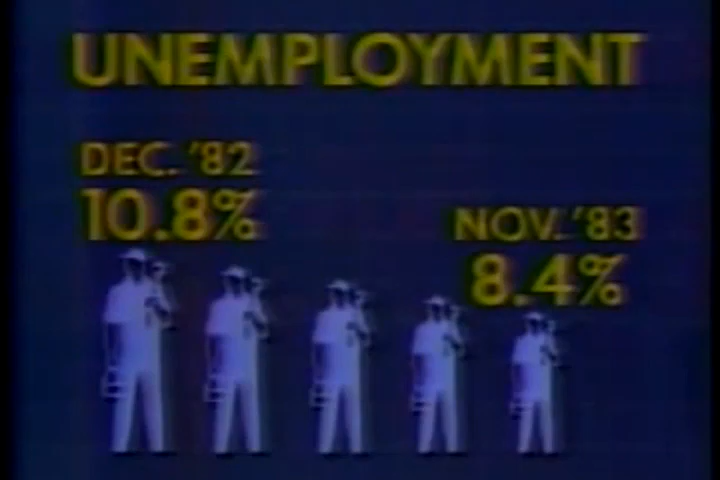 UNEMPLOYMENT
DEC. '82
10.8%
NOV. '83
8.4%